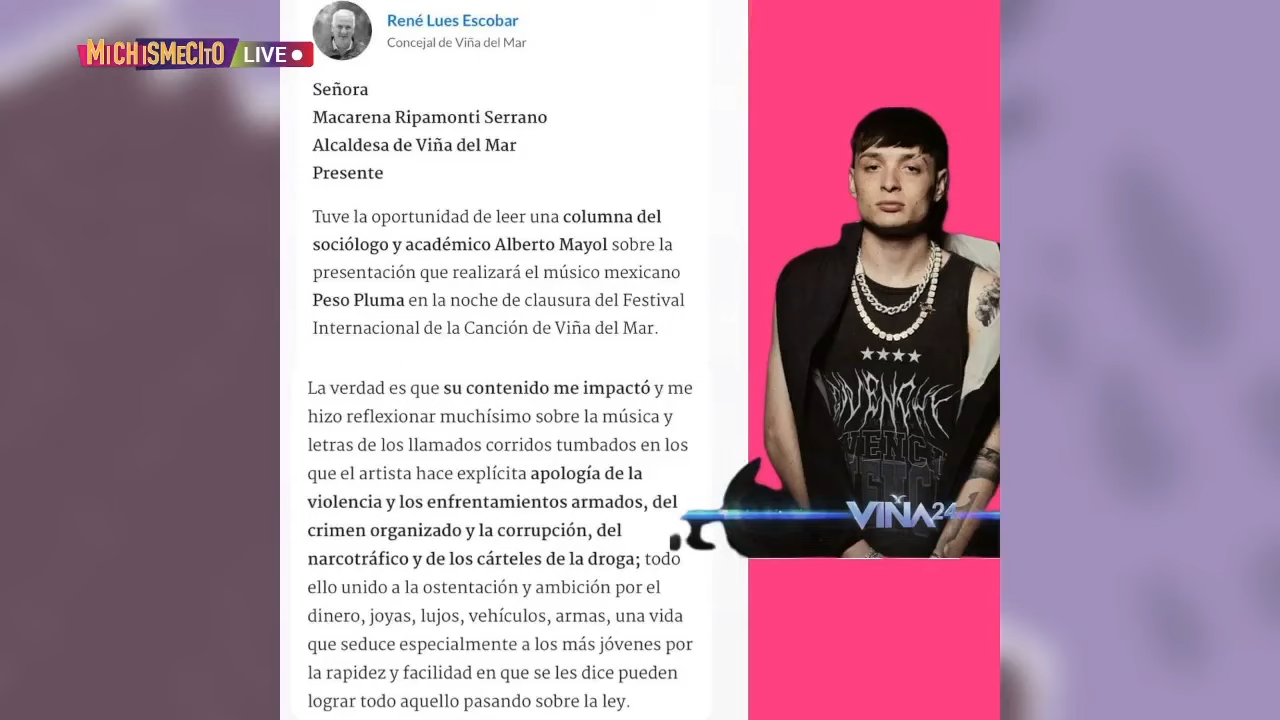 MICHISMECITO LIVE
René Lues Escobar
Concejal de Viña del Mar
Señora
Macarena Ripamonti Serrano
Alcaldesa de Viña del Mar
Presente
Tuve la oportunidad de leer una columna del
sociólogo y académico Alberto Mayol sobre la
presentación que realizará el músico mexicano
Peso Pluma en la noche de clausura del Festival
Internacional de la Canción de Viña del Mar.
La verdad es que su contenido me impactó y me
hizo reflexionar muchísimo sobre la música y
letras de los llamados corridos tumbados en los
que el artista hace explícita apología de la
violencia y los enfrentamientos armados, del
crimen organizado y la corrupción, del
narcotráfico y de los cárteles de la droga; todo
ello unido a la ostentación y ambición por el
dinero, joyas, lujos, vehículos, armas, una vida
que seduce especialmente a los más jóvenes por
la rapidez y facilidad en que se les dice pueden
lograr todo aquello pasando sobre la ley.
GIVENCHY
VIÑA24